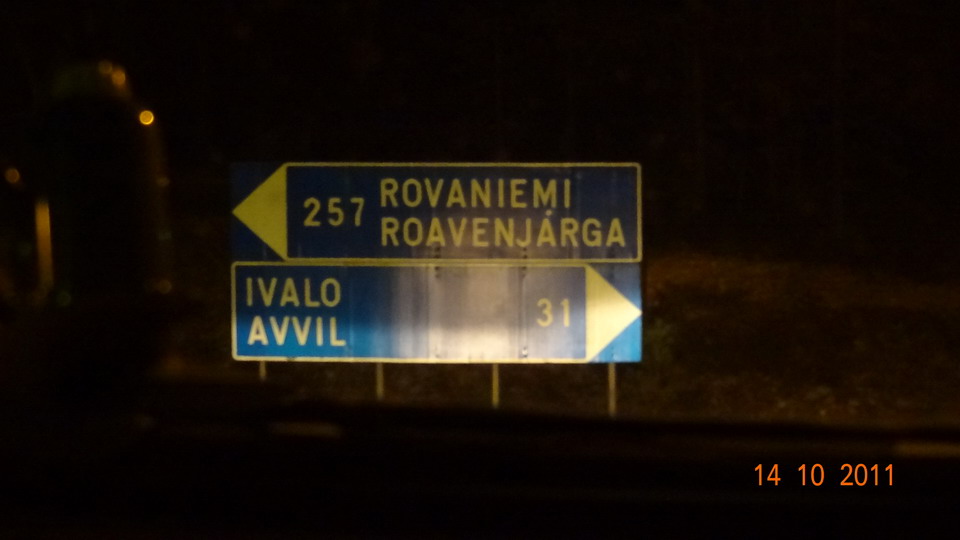 257 ROVANIEMI
ROAVENJÁRGA
IVALO
AVVIL 31
14 10 2011